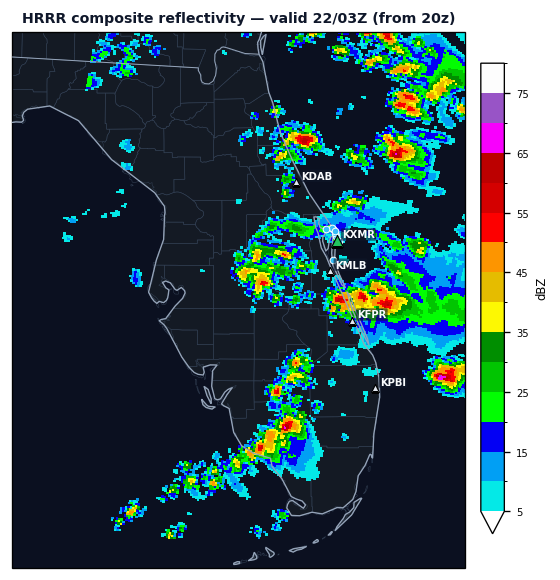 HRRR composite reflectivity — valid 22/03Z (from 20z)
75
65
KDAB
55
KXMR
45
KMLB
dBZ
KFPR
35
KPBI
25
15
5